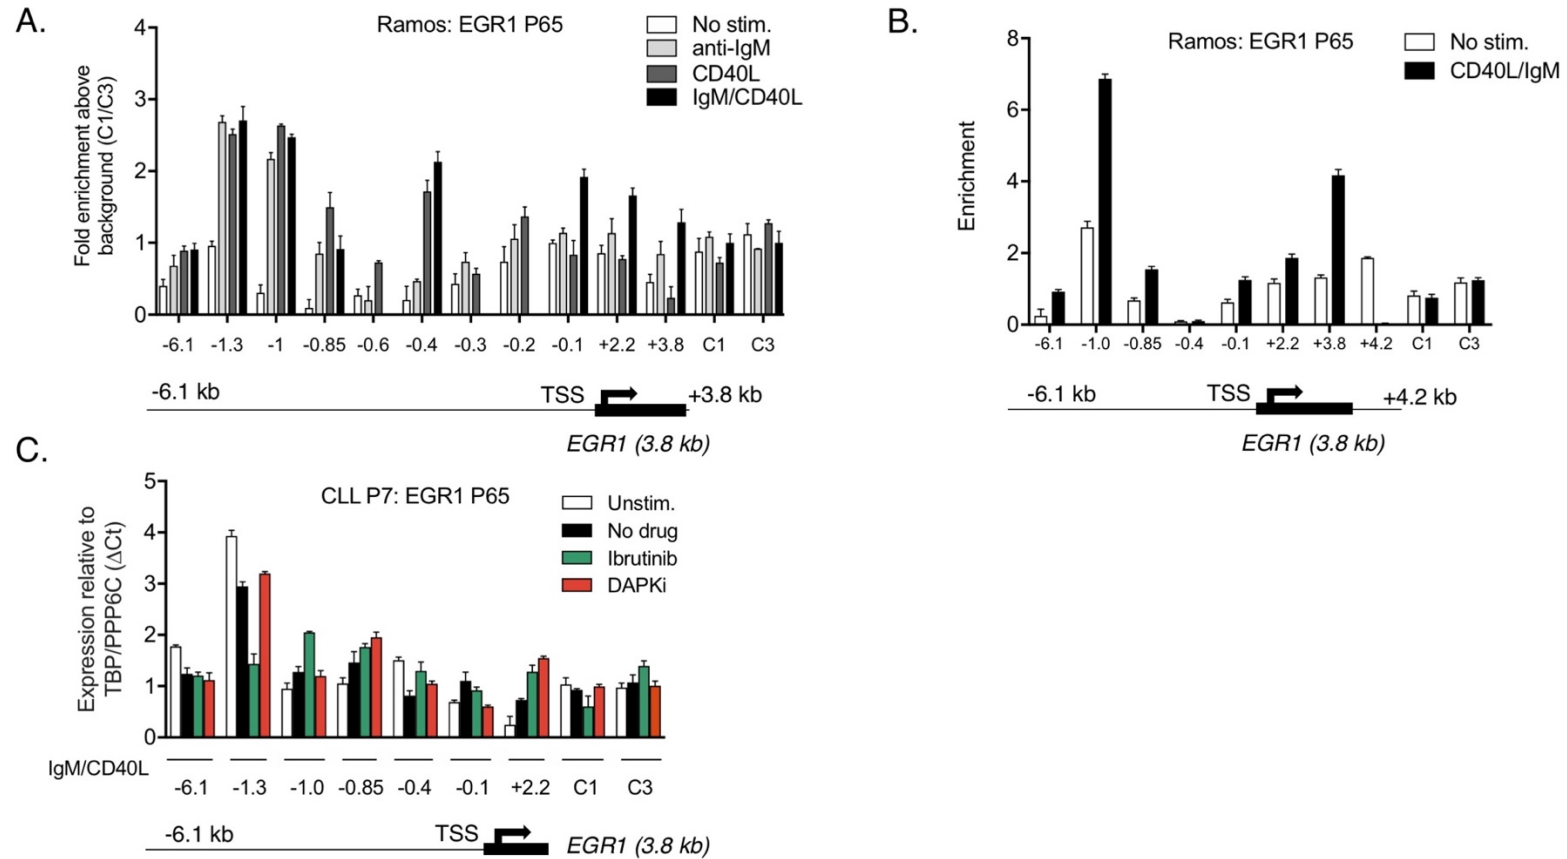 A.
Ramos: EGR1 P65
No stim.
anti-IgM
CD40L
IgM/CD40L
Fold enrichment above
background (C1/C3)
4
3
2
1
0
-6.1 -1.3 -1 -0.85 -0.6 -0.4 -0.3 -0.2 -0.1 +2.2 +3.8 C1 C3
-6.1 kb TSS +3.8 kb
EGR1 (3.8 kb)
B.
Ramos: EGR1 P65
No stim.
CD40L/IgM
Enrichment
8
6
4
2
0
-6.1 -1.0 -0.85 -0.4 -0.1 +2.2 +3.8 +4.2 C1 C3
-6.1 kb TSS +4.2 kb
EGR1 (3.8 kb)
C.
CLL P7: EGR1 P65
Unstim.
No drug
Ibrutinib
DAPKi
Expression relative to
TBP/PPP6C (ΔCt)
5
4
3
2
1
0
IgM/CD40L
-6.1 -1.3 -1.0 -0.85 -0.4 -0.1 +2.2 C1 C3
-6.1 kb TSS EGR1 (3.8 kb)